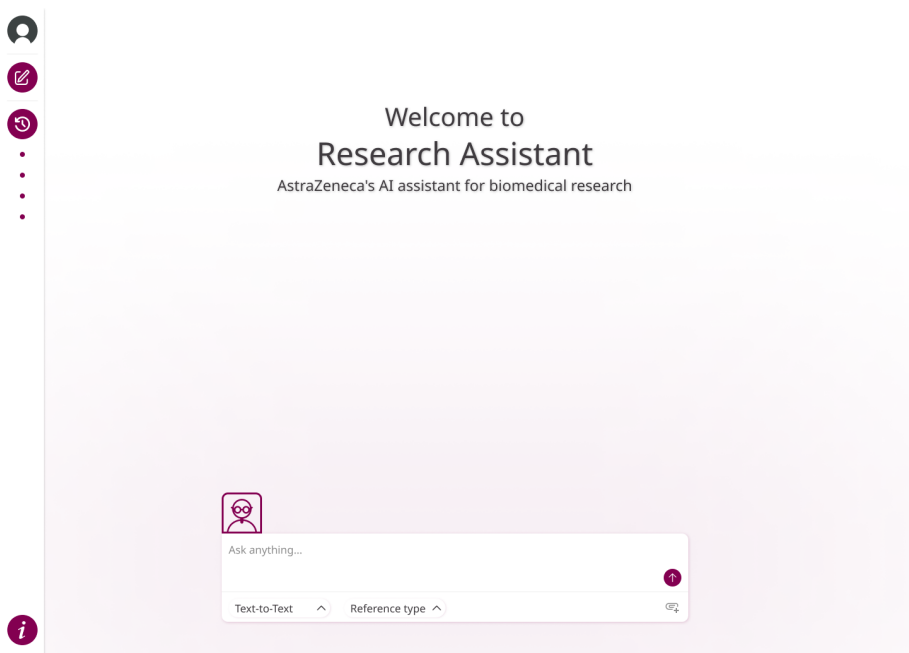 Welcome to
Research Assistant
AstraZeneca's AI assistant for biomedical research
Ask anything...
Text-to-Text
Reference type
i